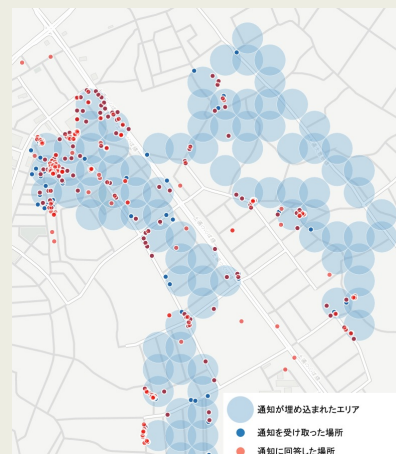 通知が埋め込まれたエリア
通知を受け取った場所
通知に回答した場所